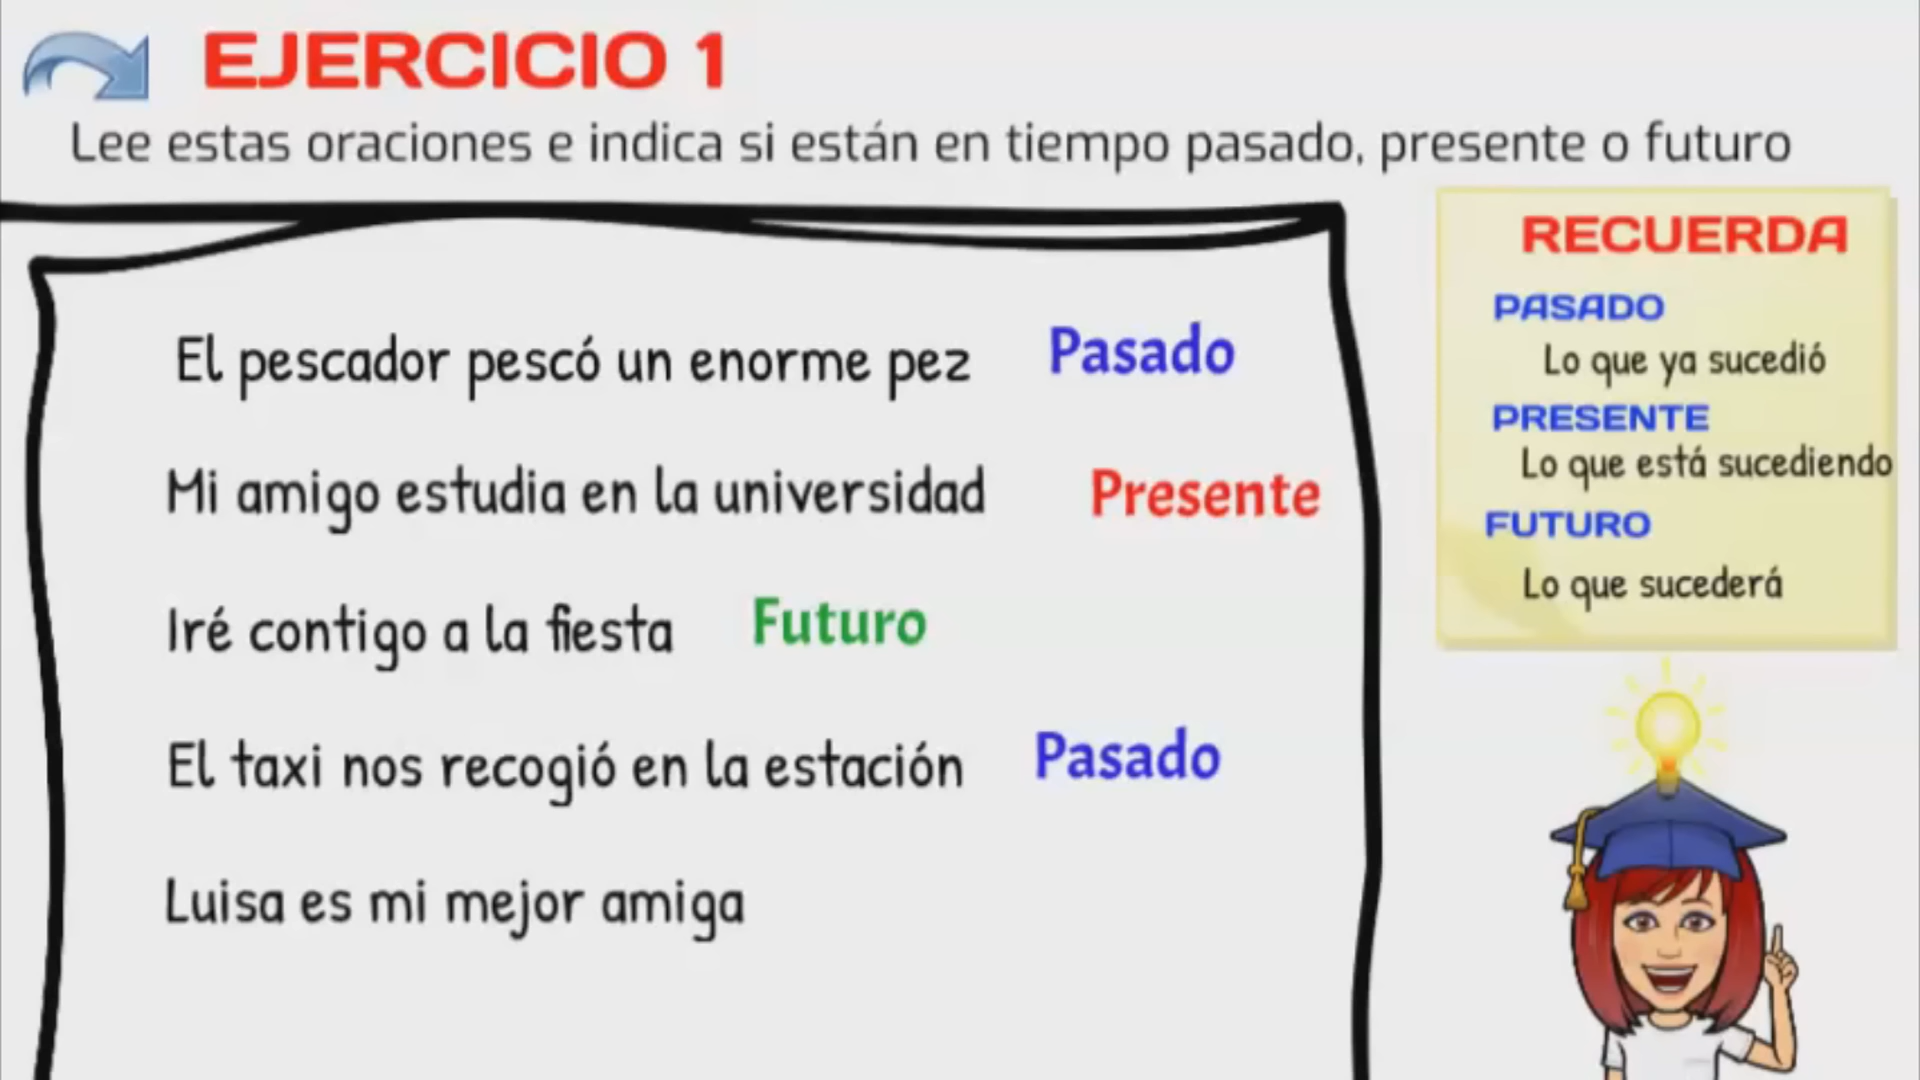 EJERCICIO 1
Lee estas oraciones e indica si están en tiempo pasado, presente o futuro
El pescador pescó un enorme pez Pasado
Mi amigo estudia en la universidad Presente
Iré contigo a la fiesta Futuro
El taxi nos recogió en la estación Pasado
Luisa es mi mejor amiga
RECUERDA
PASADO
Lo que ya sucedió
PRESENTE
Lo que está sucediendo
FUTURO
Lo que sucederá